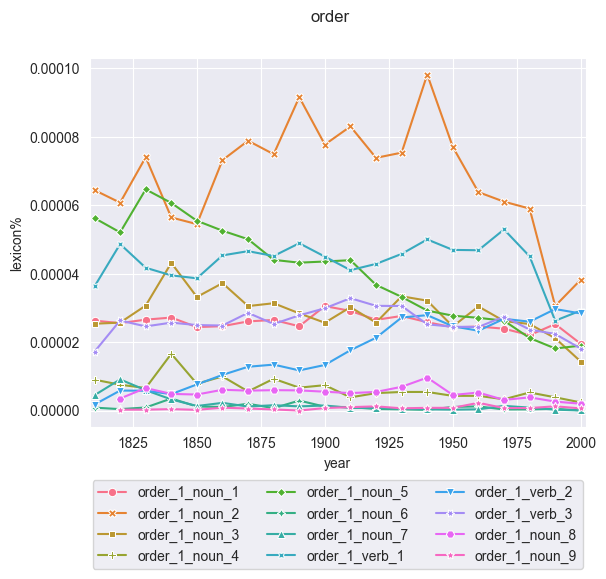 order
0.00010
0.00008
0.00006
0.00004
0.00002
0.00000
lexicon%
1825 1850 1875 1900 1925 1950 1975 2000
year
order_1_noun_1 order_1_noun_5 order_1_verb_2
order_1_noun_2 order_1_noun_6 order_1_verb_3
order_1_noun_3 order_1_noun_7 order_1_noun_8
order_1_noun_4 order_1_verb_1 order_1_noun_9